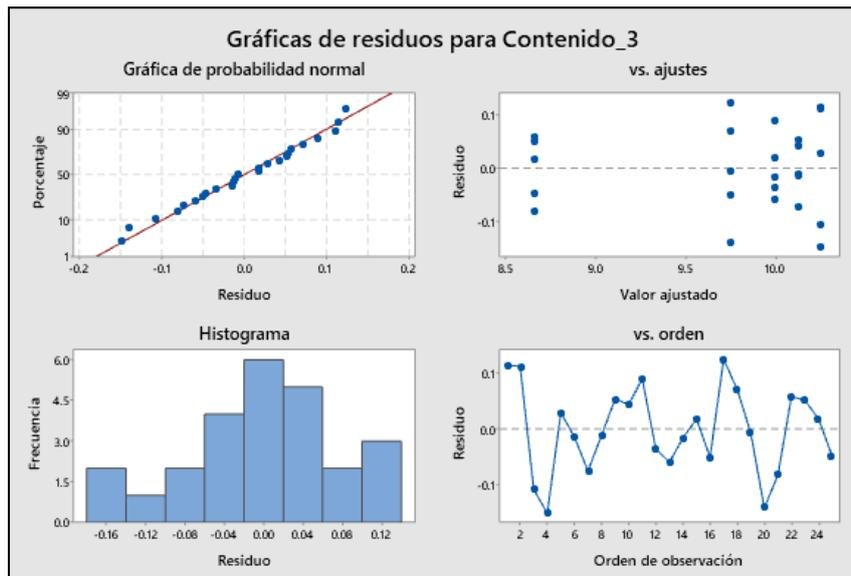 Gráficas de residuos para Contenido_3
Gráfica de probabilidad normal
99
90
50
10
1
-0.2 -0.1 0.0 0.1 0.2
Porcentaje
Residuo
vs. ajustes
0.1
0.0
-0.1
8.5 9.0 9.5 10.0
Residuo
Valor ajustado
Histograma
6.0
4.5
3.0
1.5
0.0
-0.16 -0.12 -0.08 -0.04 0.00 0.04 0.08 0.12
Frecuencia
Residuo
vs. orden
0.1
0.0
-0.1
2 4 6 8 10 12 14 16 18 20 22 24
Residuo
Orden de observación